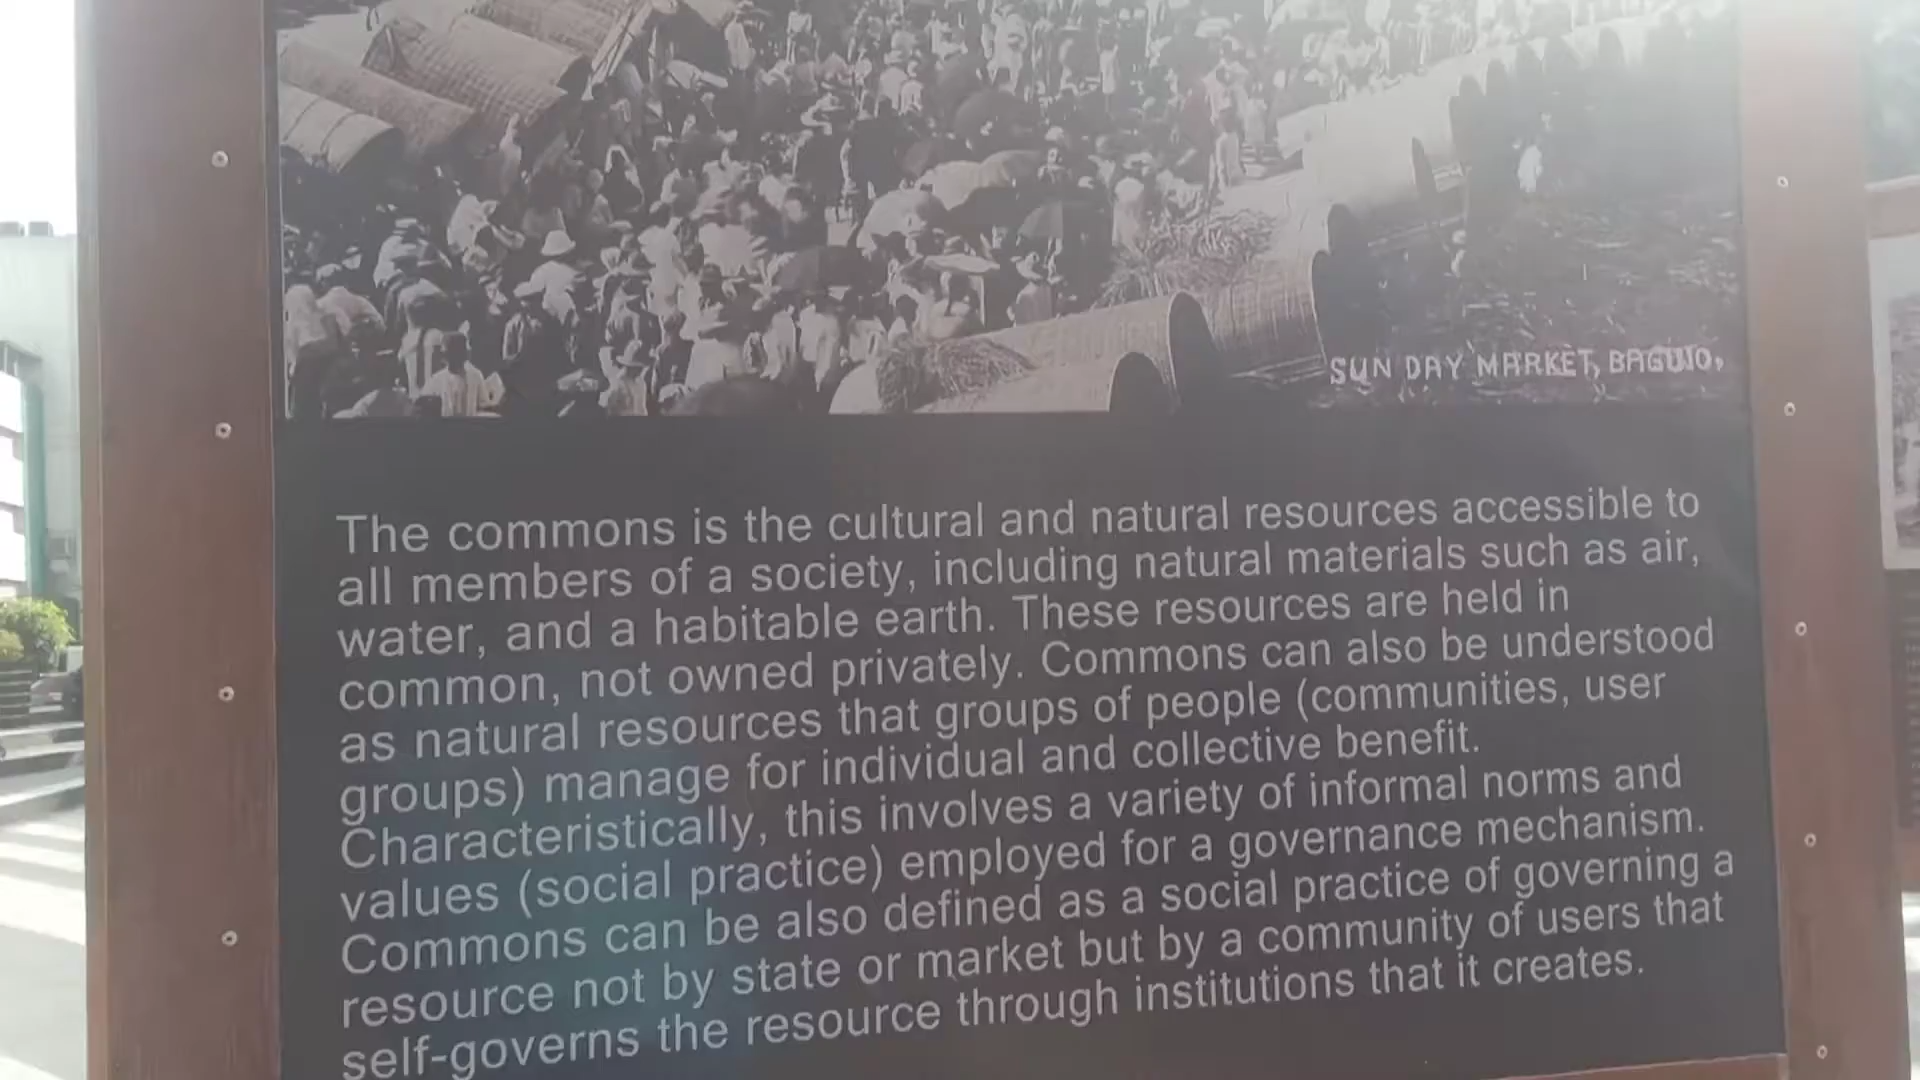 SUN DAY MARKET, BAGUIO,
The commons is the cultural and natural resources accessible to
all members of a society, including natural materials such as air,
water, and a habitable earth. These resources are held in
common, not owned privately. Commons can also be understood
as natural resources that groups of people (communities, user
groups) manage for individual and collective benefit.
Characteristically, this involves a variety of informal norms and
values (social practice) employed for a governance mechanism.
Commons can be also defined as a social practice of governing a
resource not by state or market but by a community of users that
self-governs the resource through institutions that it creates.